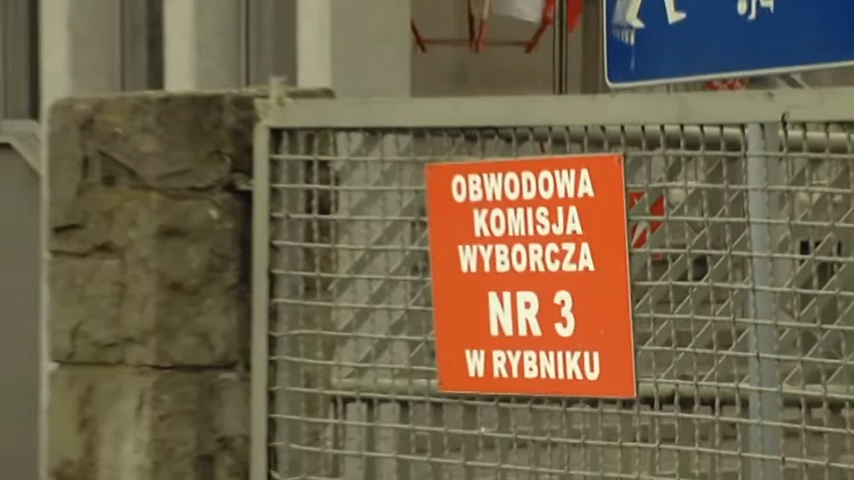 OBWODOWA
KOMISJA
WYBORCZA
NR 3
W RYBNIKU